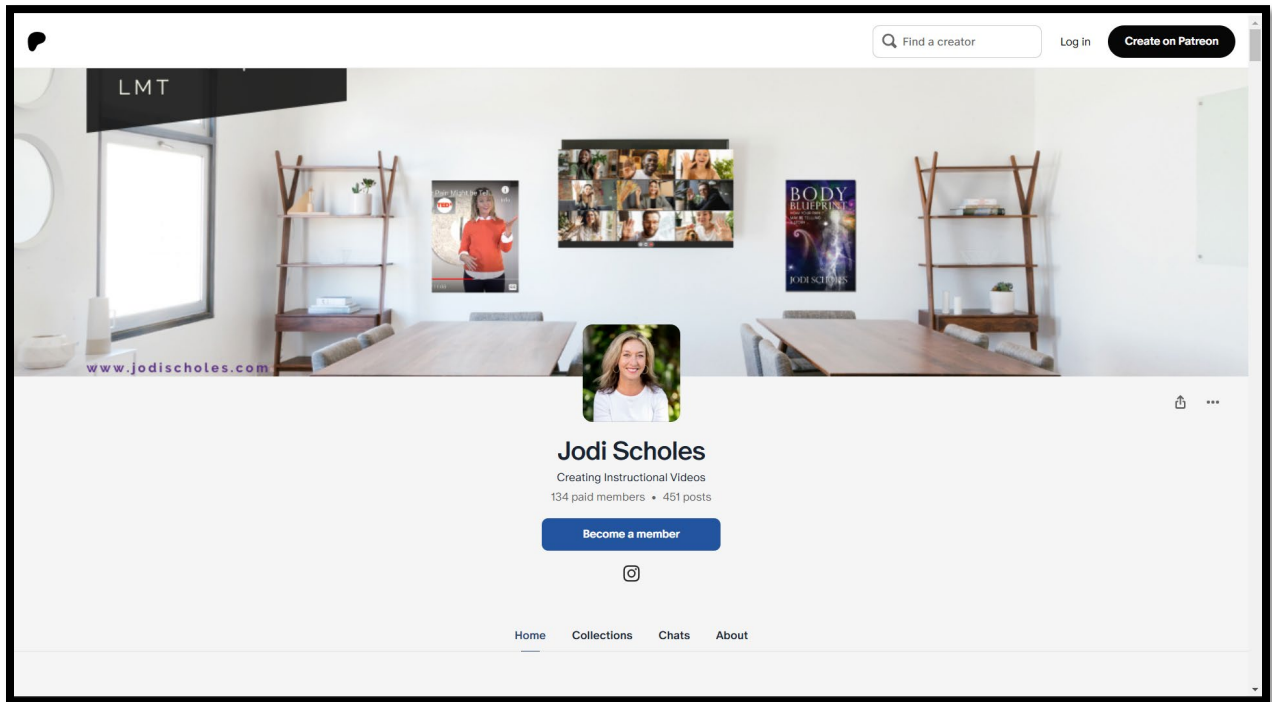 Find a creator
Log in
Create on Patreon
LMT
TEDx
BODY
BLUEPRINT
JODI SCHOLES
www.jodischoles.com
Jodi Scholes
Creating Instructional Videos
134 paid members • 451 posts
Become a member
Home
Collections
Chats
About